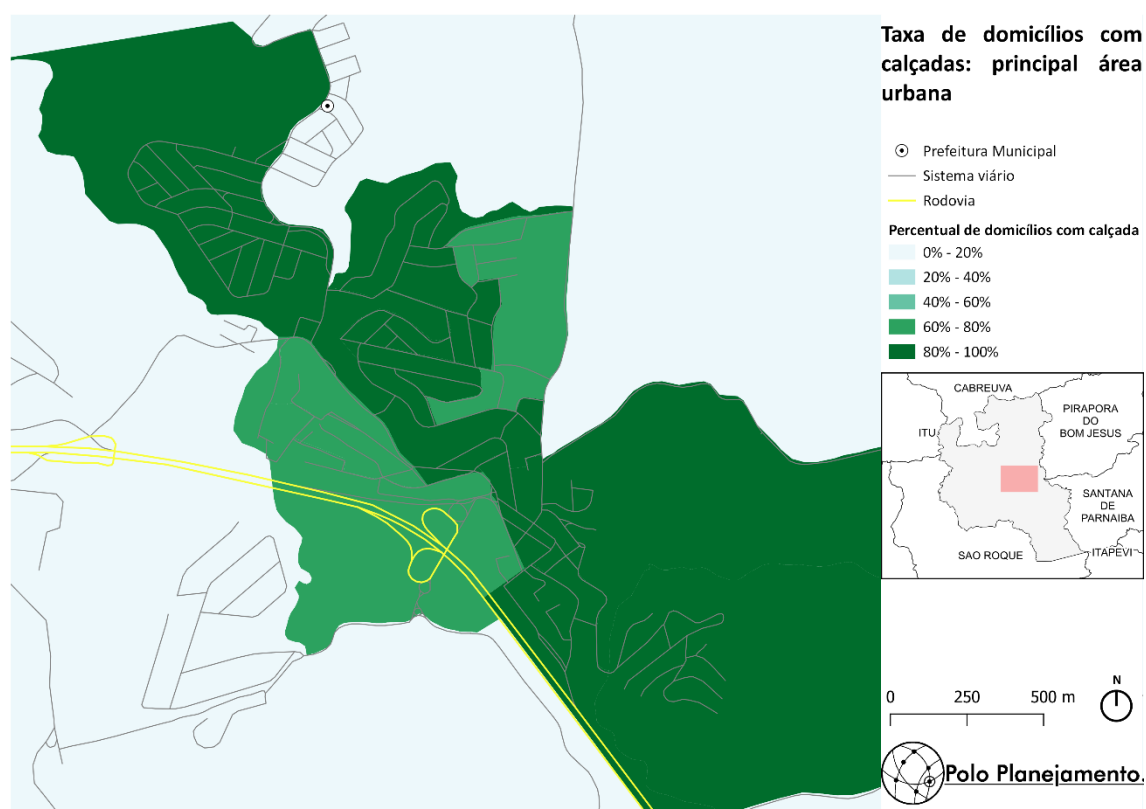 Taxa de domicílios com
calçadas: principal área
urbana
Prefeitura Municipal
Sistema viário
Rodovia
Percentual de domicílios com calçada
0% - 20%
20% - 40%
40% - 60%
60% - 80%
80% - 100%
CABREUVA
PIRAPORA
DO
BOM JESUS
ITU
SANTANA
DE
PARNAIBA
SAO ROQUE
ITAPEVI
N
0 250 500 m
Polo Planejamento.